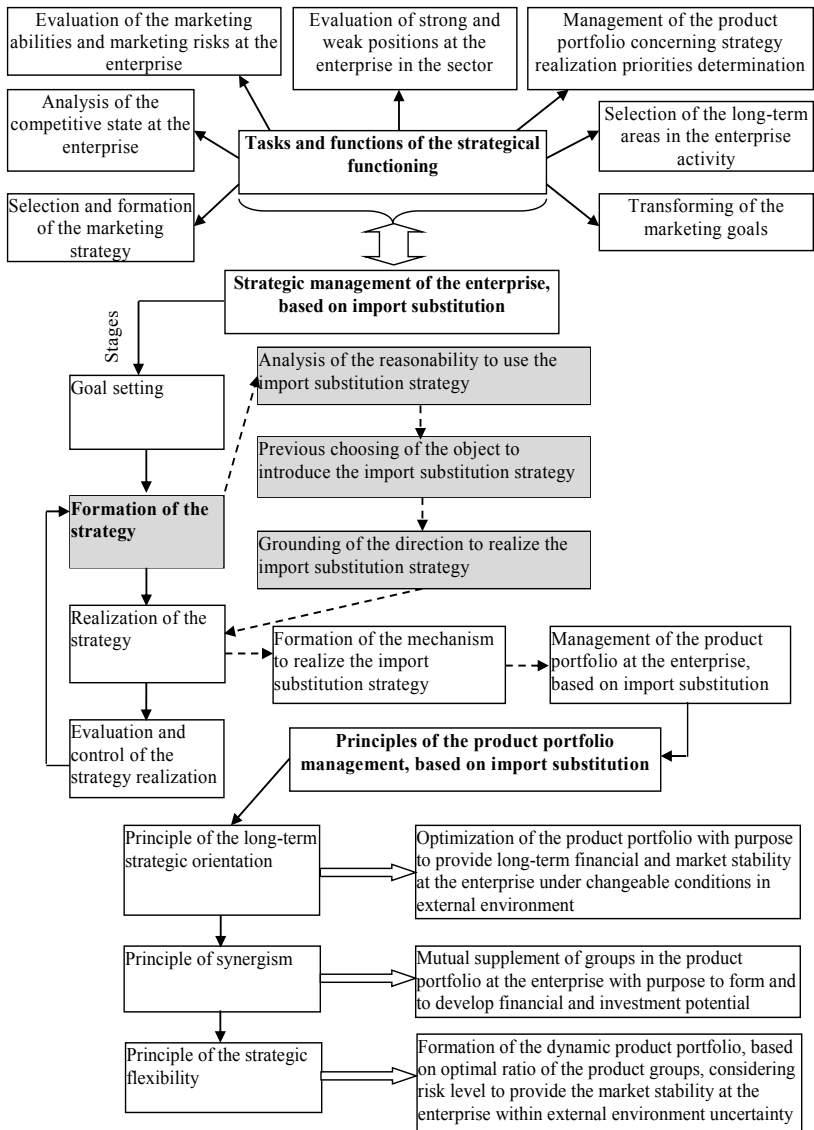 Evaluation of the marketing
abilities and marketing risks at the
enterprise
Evaluation of strong and
weak positions at the
enterprise in the sector
Management of the product
portfolio concerning strategy
realization priorities determination
Analysis of the
competitive state at the
enterprise
Tasks and functions of the strategical
functioning
Selection of the long-term
areas in the enterprise
activity
Selection and formation
of the marketing
strategy
Transforming of the
marketing goals
Strategic management of the enterprise,
based on import substitution
Stages
Goal setting
Analysis of the reasonability to use the
import substitution strategy
Previous choosing of the object to
introduce the import substitution strategy
Formation of the
strategy
Grounding of the direction to realize the
import substitution strategy
Realization of the
strategy
Formation of the mechanism
to realize the import
substitution strategy
Management of the product
portfolio at the enterprise,
based on import substitution
Evaluation and
control of the
strategy realization
Principles of the product portfolio
management, based on import substitution
Principle of the long-term
strategic orientation
Optimization of the product portfolio with purpose
to provide long-term financial and market stability
at the enterprise under changeable conditions in
external environment
Principle of synergism
Mutual supplement of groups in the product
portfolio at the enterprise with purpose to form and
to develop financial and investment potential
Principle of the strategic
flexibility
Formation of the dynamic product portfolio, based
on optimal ratio of the product groups, considering
risk level to provide the market stability at the
enterprise within external environment uncertainty